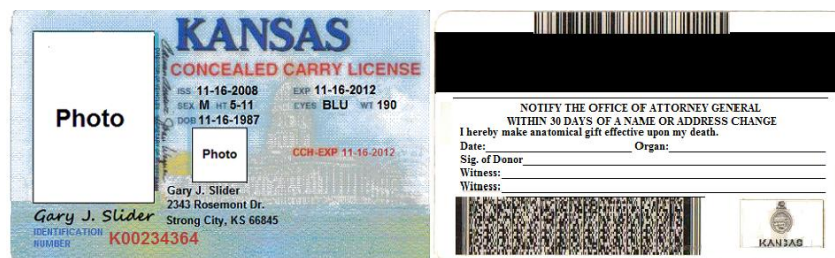 KANSAS
CONCEALED CARRY LICENSE
ISS 11-16-2008 EXP 11-16-2012
SEX M HT 5-11 EYES BLU WT 190
DOB 11-16-1987
Photo
Photo
CCH-EXP 11-16-2012
Gary J. Slider
2343 Rosemont Dr.
Strong City, KS 66845
Gary J. Slider
IDENTIFICATION
NUMBER K00234364
NOTIFY THE OFFICE OF ATTORNEY GENERAL
WITHIN 30 DAYS OF A NAME OR ADDRESS CHANGE
I hereby make anatomical gift effective upon my death.
Date: Organ:
Sig. of Donor
Witness:
Witness:
KANSAS